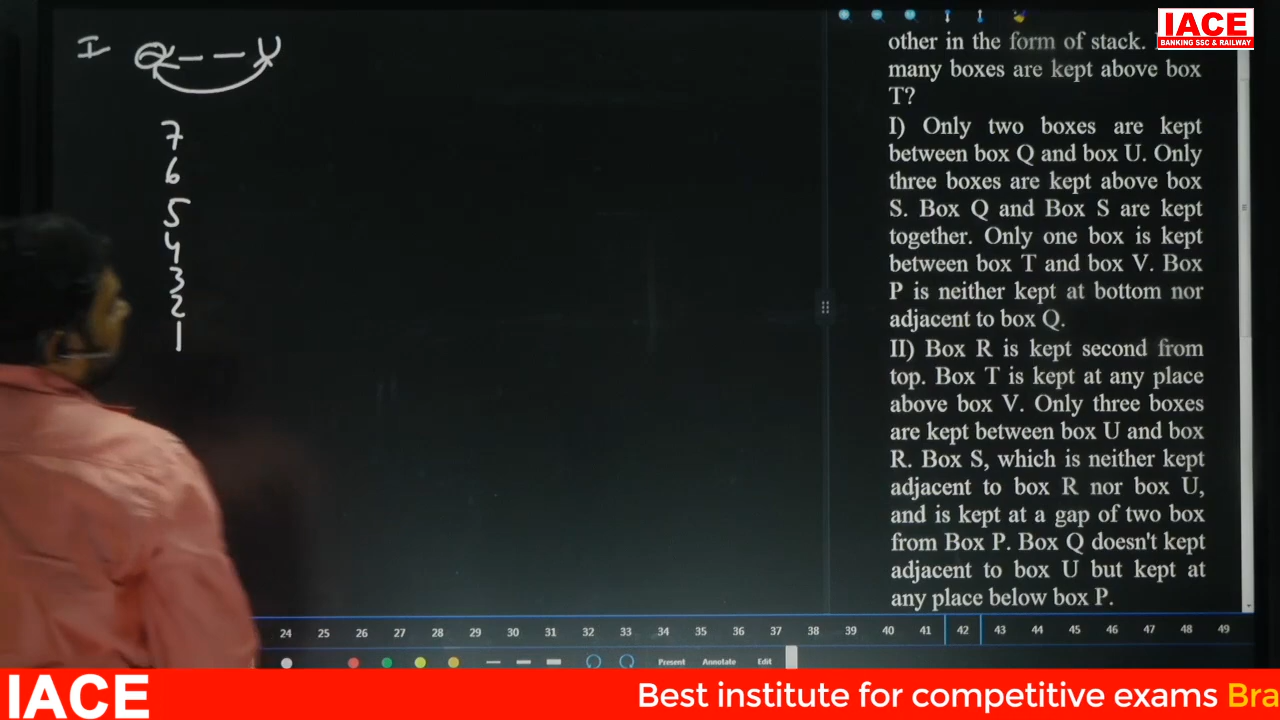 I Q - - U
7
6
5
4
3
2
1
IACE
BANKING SSC & RAILWAY
other in the form of stack.
many boxes are kept above box
T?
I) Only two boxes are kept
between box Q and box U. Only
three boxes are kept above box
S. Box Q and Box S are kept
together. Only one box is kept
between box T and box V. Box
P is neither kept at bottom nor
adjacent to box Q.
II) Box R is kept second from
top. Box T is kept at any place
above box V. Only three boxes
are kept between box U and box
R. Box S, which is neither kept
adjacent to box R nor box U,
and is kept at a gap of two box
from Box P. Box Q doesn't kept
adjacent to box U but kept at
any place below box P.
24 25 26 27 28 29 30 31 32 33 34 35 36 37 38 39 40 41 42 43 44 45 46 47 48 49
Present Annotate Edit
IACE
Best institute for competitive exams Bra